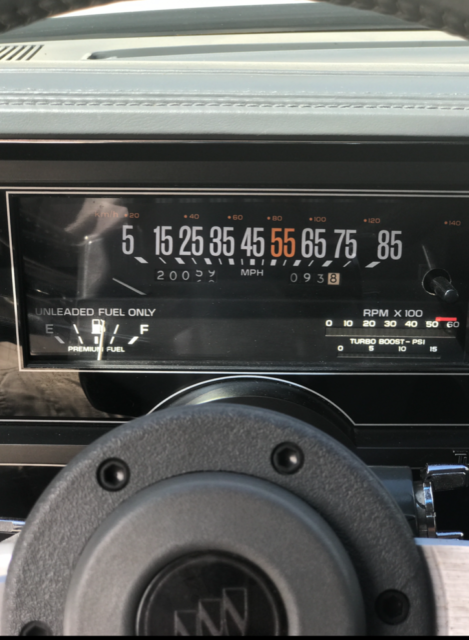 20 40 60 80 100 120 140
5 15 25 35 45 55 65 75 85
2005 MPH 0938
UNLEADED FUEL ONLY
E F
PREMIUM FUEL
RPM X 100
0 10 20 30 40 50 60
TURBO BOOST-PSI
0 5 10 15